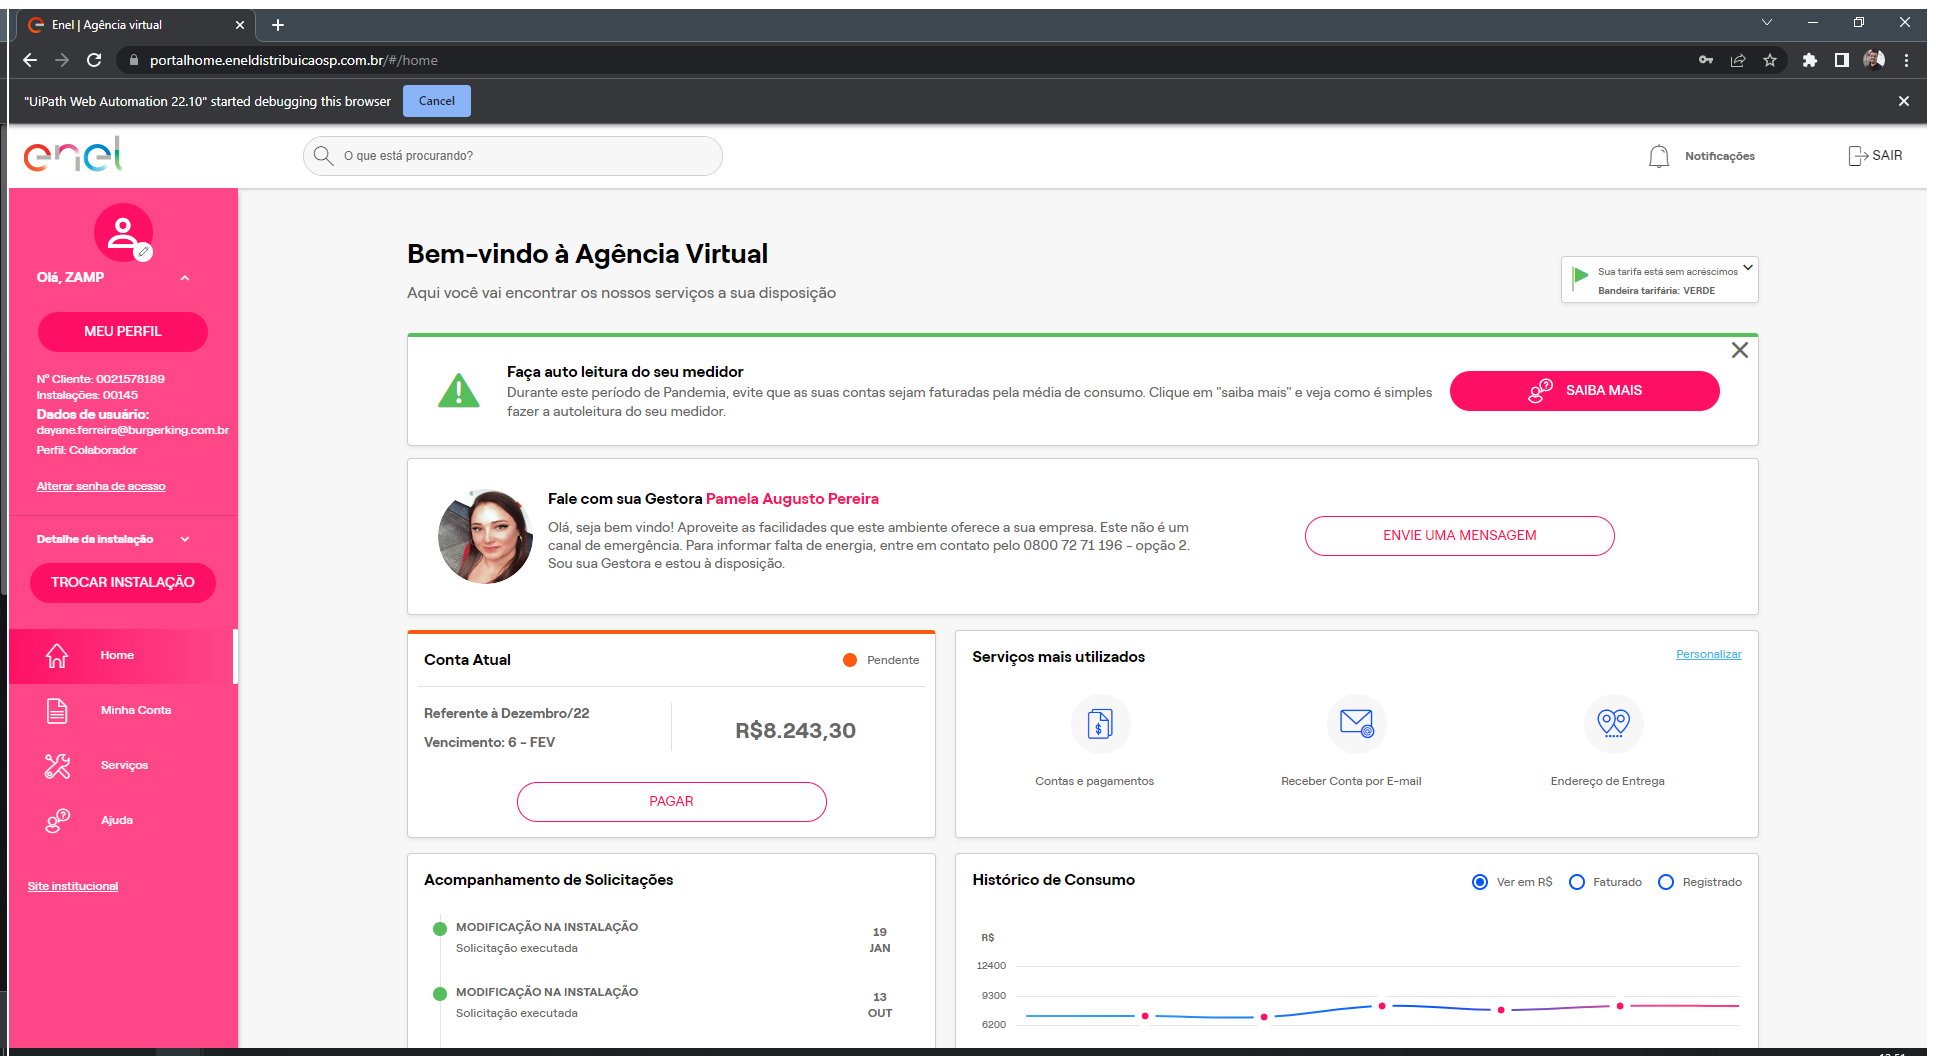 Enel | Agência virtual
portalhome.eneldistribuicaosp.com.br/#/home
"UiPath Web Automation 22.10" started debugging this browser
Cancel
enel
O que está procurando?
Notificações
SAIR
Olá, ZAMP
MEU PERFIL
Nº Cliente: 0021578189
Instalações: 00145
Dados de usuário:
dayane.ferreira@burgerking.com.br
Perfil: Colaborador
Alterar senha de acesso
Detalhe da instalação
TROCAR INSTALAÇÃO
Home
Minha Conta
Serviços
Ajuda
Site institucional
Bem-vindo à Agência Virtual
Aqui você vai encontrar os nossos serviços a sua disposição
Sua tarifa está sem acréscimos
Bandeira tarifária: VERDE
Faça auto leitura do seu medidor
Durante este período de Pandemia, evite que as suas contas sejam faturadas pela média de consumo. Clique em "saiba mais" e veja como é simples
fazer a autoleitura do seu medidor.
SAIBA MAIS
Fale com sua Gestora Pamela Augusto Pereira
Olá, seja bem vindo! Aproveite as facilidades que este ambiente oferece a sua empresa. Este não é um
canal de emergência. Para informar falta de energia, entre em contato pelo 0800 72 71 196 - opção 2.
Sou sua Gestora e estou à disposição.
ENVIE UMA MENSAGEM
Conta Atual
Pendente
Referente à Dezembro/22
Vencimento: 6 - FEV
R$8.243,30
PAGAR
Serviços mais utilizados
Personalizar
Contas e pagamentos
Receber Conta por E-mail
Endereço de Entrega
Acompanhamento de Solicitações
MODIFICAÇÃO NA INSTALAÇÃO
Solicitação executada
19
JAN
MODIFICAÇÃO NA INSTALAÇÃO
Solicitação executada
13
OUT
Histórico de Consumo
Ver em R$
Faturado
Registrado
R$
12400
9300
6200